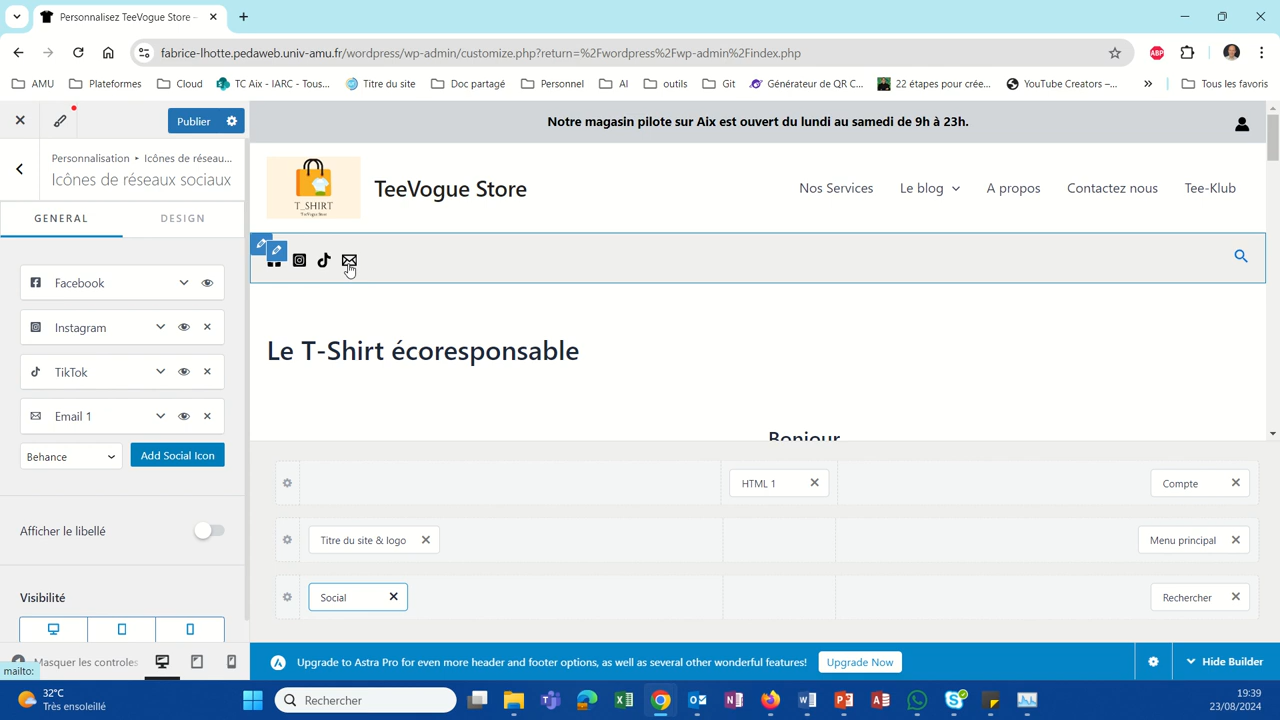 Personnalisez TeeVogue Store –
fabrice-lhotte.pedaweb.univ-amu.fr/wordpress/wp-admin/customize.php?return=%2Fwordpress%2Fwp-admin%2Findex.php
ABP
AMU Plateformes Cloud TC Aix - IARC - Tous... Titre du site Doc partagé Personnel AI outils Git Générateur de QR C... 22 étapes pour crée... YouTube Creators –... » Tous les favoris
Publier
Notre magasin pilote sur Aix est ouvert du lundi au samedi de 9h à 23h.
Personnalisation ▸ Icônes de réseau...
Icônes de réseaux sociaux
T_SHIRT
TeeVogue Store
TeeVogue Store
Nos Services Le blog A propos Contactez nous Tee-Klub
GENERAL DESIGN
Facebook
Instagram
TikTok
Email 1
Behance Add Social Icon
Afficher le libellé
Visibilité
Masquer les controles
mailto:
Le T-Shirt écoresponsable
Bonjour
HTML 1 Compte
Titre du site & logo Menu principal
Social Rechercher
Upgrade to Astra Pro for even more header and footer options, as well as several other wonderful features! Upgrade Now Hide Builder
32°C
Très ensoleillé
Rechercher
19:39
23/08/2024